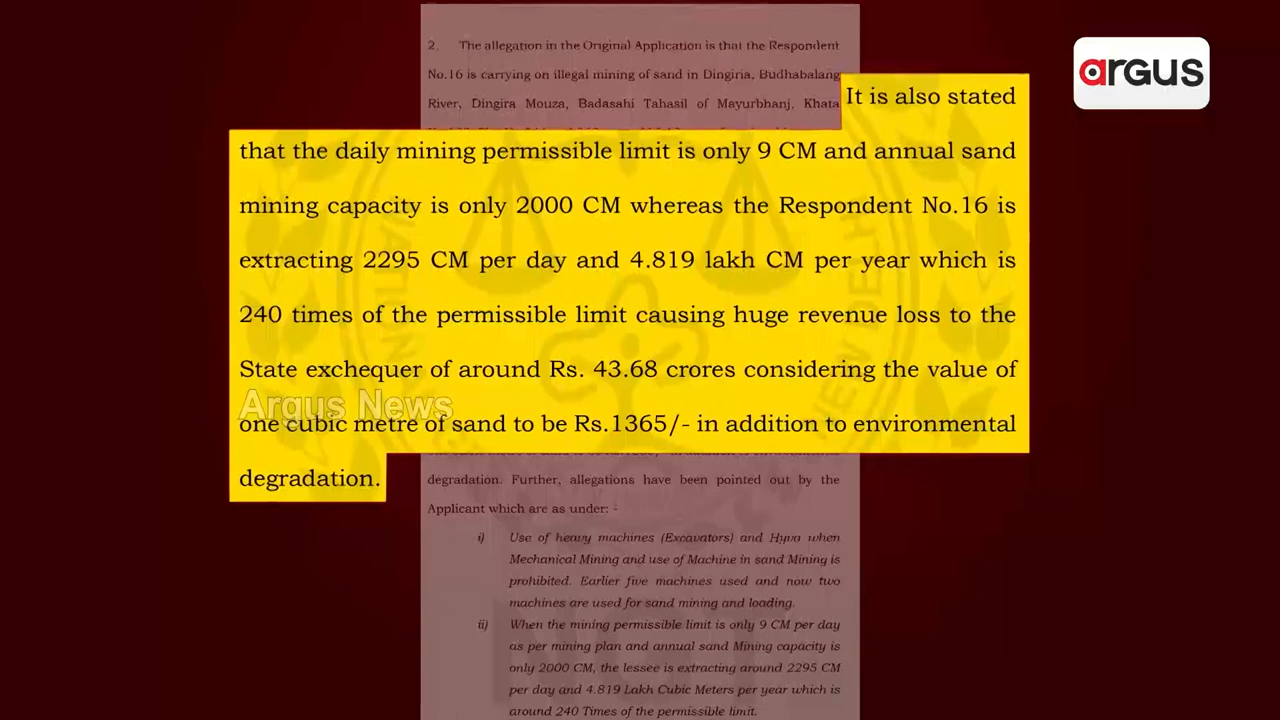 argus
2. The allegation in the Original Application is that the Respondent
No.16 is carrying on illegal mining of sand in Dingiria, Budhabalang
River, Dingira Mouza, Badasahi Tahasil of Mayurbhanj, Khata
It is also stated
that the daily mining permissible limit is only 9 CM and annual sand
mining capacity is only 2000 CM whereas the Respondent No.16 is
extracting 2295 CM per day and 4.819 lakh CM per year which is
240 times of the permissible limit causing huge revenue loss to the
State exchequer of around Rs. 43.68 crores considering the value of
Argus News
one cubic metre of sand to be Rs.1365/- in addition to environmental
degradation.
degradation. Further, allegations have been pointed out by the
Applicant which are as under: -
i) Use of heavy machines (Excavators) and Hyva when
Mechanical Mining and use of Machine in sand Mining is
prohibited. Earlier five machines used and now two
machines are used for sand mining and loading.
ii) When the mining permissible limit is only 9 CM per day
as per mining plan and annual sand Mining capacity is
only 2000 CM, the lessee is extracting around 2295 CM
per day and 4.819 Lakh Cubic Meters per year which is
around 240 Times of the permissible limit.